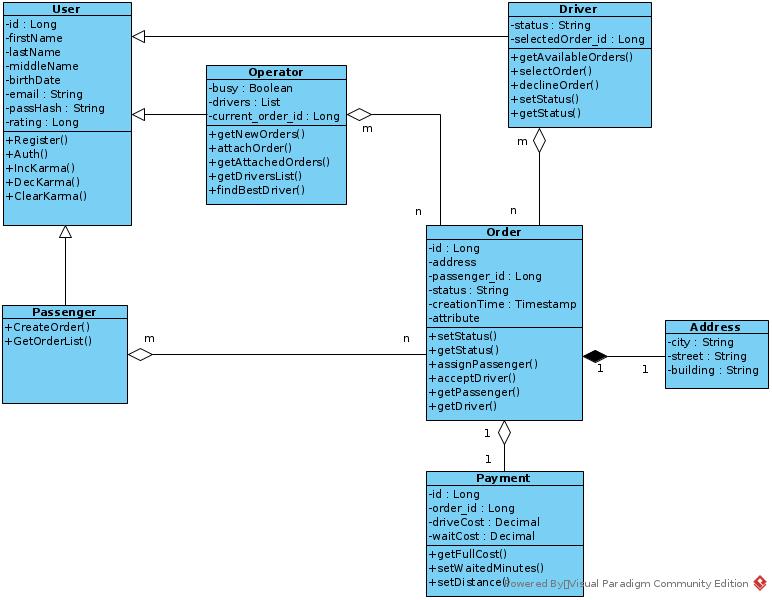 User
-id : Long
-firstName
-lastName
-middleName
-birthDate
-email : String
-passHash : String
-rating : Long
+Register()
+Auth()
+IncKarma()
+DecKarma()
+ClearKarma()
Operator
-busy : Boolean
-drivers : List
-current_order_id : Long
+getNewOrders()
+attachOrder()
+getAttachedOrders()
+getDriversList()
+findBestDriver()
Driver
-status : String
-selectedOrder_id : Long
+getAvailableOrders()
+selectOrder()
+declineOrder()
+setStatus()
+getStatus()
m
m
n
n
Order
-id : Long
-address
-passenger_id : Long
-status : String
-creationTime : Timestamp
-attribute
+setStatus()
+getStatus()
+assignPassenger()
+acceptDriver()
+getPassenger()
+getDriver()
Passenger
+CreateOrder()
+GetOrderList()
m
n
Address
-city : String
-street : String
-building : String
1
1
1
1
Payment
-id : Long
-order_id : Long
-driveCost : Decimal
-waitCost : Decimal
+getFullCost()
+setWaitedMinutes()
+setDistance()
Powered By Visual Paradigm Community Edition